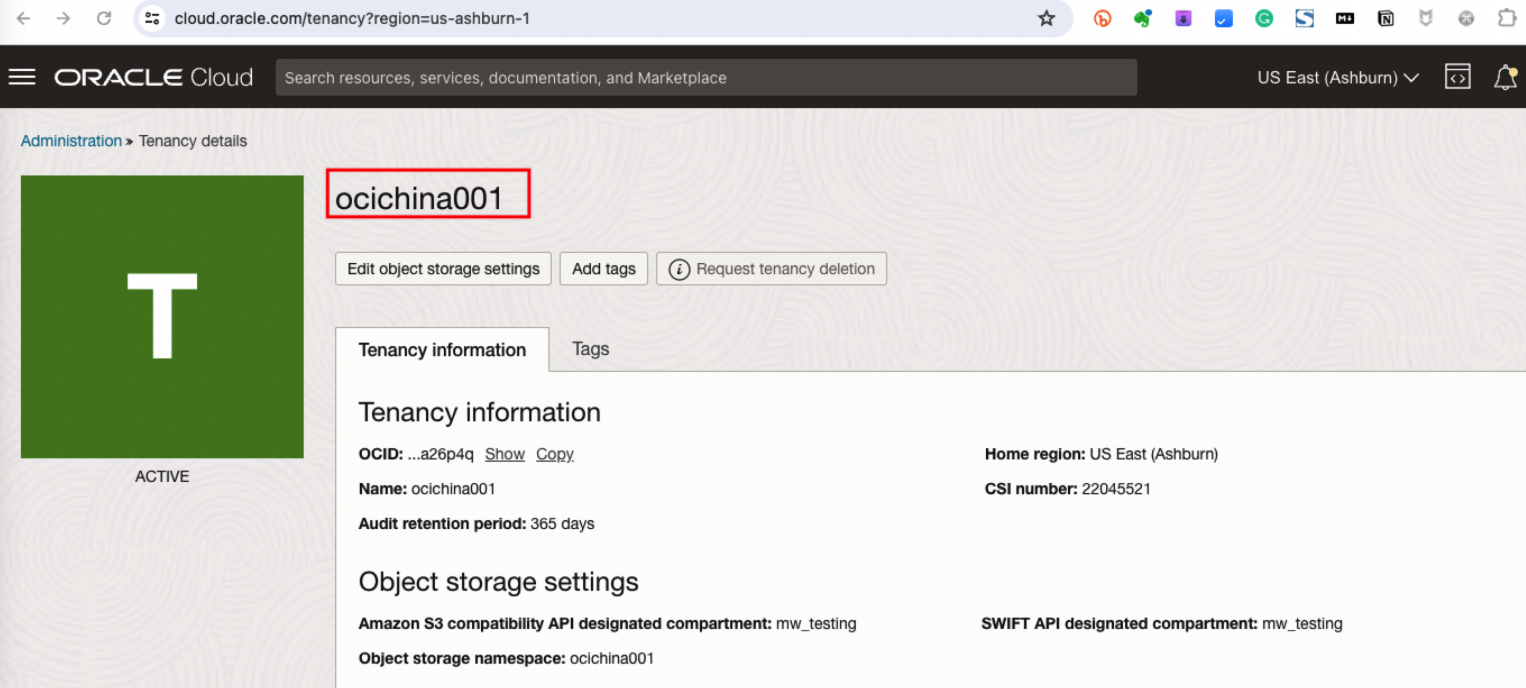 cloud.oracle.com/tenancy?region=us-ashburn-1
ORACLE Cloud
Search resources, services, documentation, and Marketplace
US East (Ashburn)
Administration » Tenancy details
ocichina001
Edit object storage settings Add tags i Request tenancy deletion
T
ACTIVE
Tenancy information Tags
Tenancy information
OCID: ...a26p4q Show Copy Home region: US East (Ashburn)
Name: ocichina001 CSI number: 22045521
Audit retention period: 365 days
Object storage settings
Amazon S3 compatibility API designated compartment: mw_testing SWIFT API designated compartment: mw_testing
Object storage namespace: ocichina001